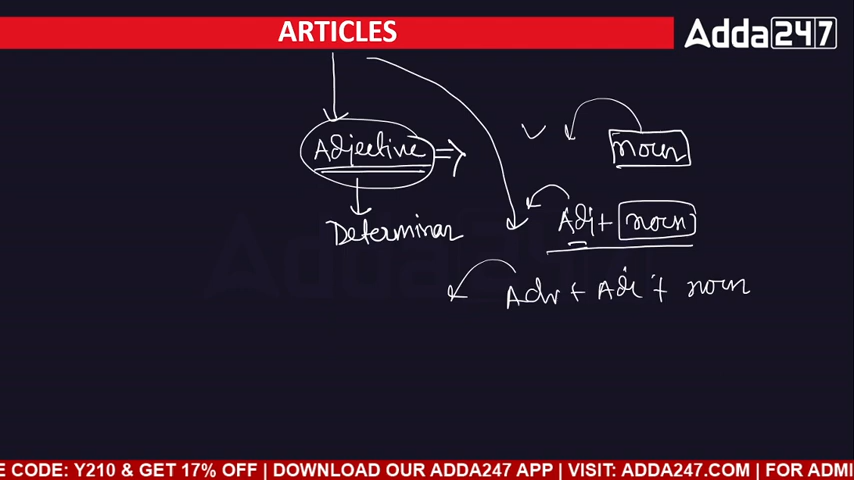 ARTICLES
Adda247
Adjective ⇒
noun
Determinar
Adj + noun
Adv + Adj + noun
E CODE: Y210 & GET 17% OFF | DOWNLOAD OUR ADDA247 APP | VISIT: ADDA247.COM | FOR ADMI